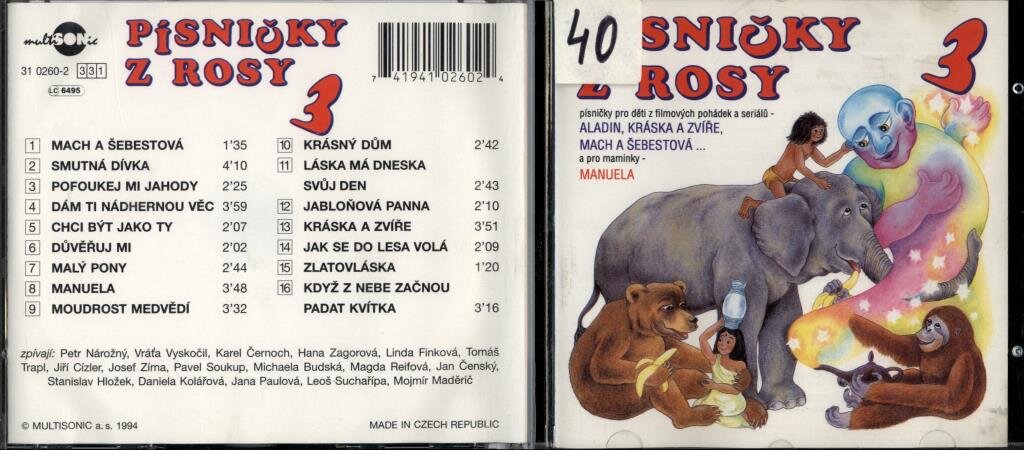 multiSONic
PÍSNIČKY
Z ROSY
3
31 0260-2 331
LC 6495
7 41941 02602 4
1 MACH A ŠEBESTOVÁ 1'35
2 SMUTNÁ DÍVKA 4'10
3 POFOUKEJ MI JAHODY 2'25
4 DÁM TI NÁDHERNOU VĚC 3'59
5 CHCI BÝT JAKO TY 2'07
6 DŮVĚŘUJ MI 2'02
7 MALÝ PONY 2'44
8 MANUELA 3'48
9 MOUDROST MEDVĚDÍ 3'32
10 KRÁSNÝ DŮM 2'42
11 LÁSKA MÁ DNESKA
SVŮJ DEN 2'43
12 JABLOŇOVÁ PANNA 2'10
13 KRÁSKA A ZVÍŘE 3'51
14 JAK SE DO LESA VOLÁ 2'09
15 ZLATOVLÁSKA 1'20
16 KDYŽ Z NEBE ZAČNOU
PADAT KVÍTKA 3'16
zpívají: Petr Nárožný, Vráťa Vyskočil, Karel Černoch, Hana Zagorová, Linda Finková, Tomáš
Trapl, Jiří Cízler, Josef Zíma, Pavel Soukup, Michaela Budská, Magda Reifová, Jan Čenský,
Stanislav Hložek, Daniela Kolářová, Jana Paulová, Leoš Suchařípa, Mojmír Maděrič
© MULTISONIC a. s. 1994 MADE IN CZECH REPUBLIC
40
SNIČKY
Z ROSY
3
písničky pro děti z filmových pohádek a seriálů -
ALADIN, KRÁSKA A ZVÍŘE,
MACH A ŠEBESTOVÁ ...
a pro maminky -
MANUELA